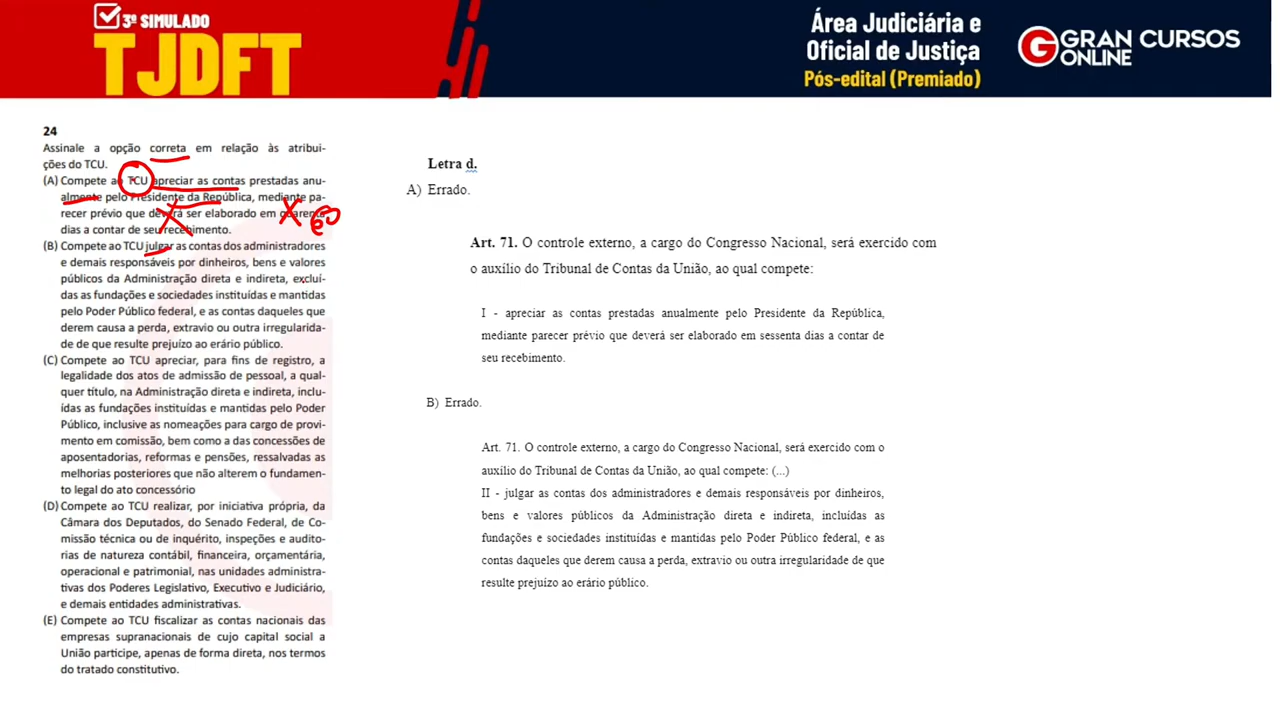 3º SIMULADO
TJDFT
Área Judiciária e
Oficial de Justiça
Pós-edital (Premiado)
GRAN CURSOS
ONLINE
24
Assinale a opção correta em relação às atribui-
ções do TCU.
(A) Compete ao TCU apreciar as contas prestadas anu-
almente pelo Presidente da República, mediante pa-
recer prévio que deverá ser elaborado em quarenta
dias a contar de seu recebimento.
60
(B) Compete ao TCU julgar as contas dos administradores
e demais responsáveis por dinheiros, bens e valores
públicos da Administração direta e indireta, excluí-
das as fundações e sociedades instituídas e mantidas
pelo Poder Público federal, e as contas daqueles que
derem causa a perda, extravio ou outra irregularida-
de de que resulte prejuízo ao erário público.
(C) Compete ao TCU apreciar, para fins de registro, a
legalidade dos atos de admissão de pessoal, a qual-
quer título, na Administração direta e indireta, inclu-
ídas as fundações instituídas e mantidas pelo Poder
Público, inclusive as nomeações para cargo de provi-
mento em comissão, bem como a das concessões de
aposentadorias, reformas e pensões, ressalvadas as
melhorias posteriores que não alterem o fundamen-
to legal do ato concessório
(D) Compete ao TCU realizar, por iniciativa própria, da
Câmara dos Deputados, do Senado Federal, de Co-
missão técnica ou de inquérito, inspeções e audito-
rias de natureza contábil, financeira, orçamentária,
operacional e patrimonial, nas unidades administra-
tivas dos Poderes Legislativo, Executivo e Judiciário,
e demais entidades administrativas.
(E) Compete ao TCU fiscalizar as contas nacionais das
empresas supranacionais de cujo capital social a
União participe, apenas de forma direta, nos termos
do tratado constitutivo.
Letra d.
A) Errado.
Art. 71. O controle externo, a cargo do Congresso Nacional, será exercido com
o auxílio do Tribunal de Contas da União, ao qual compete:
I - apreciar as contas prestadas anualmente pelo Presidente da República,
mediante parecer prévio que deverá ser elaborado em sessenta dias a contar de
seu recebimento.
B) Errado.
Art. 71. O controle externo, a cargo do Congresso Nacional, será exercido com o
auxílio do Tribunal de Contas da União, ao qual compete: (...)
II - julgar as contas dos administradores e demais responsáveis por dinheiros,
bens e valores públicos da Administração direta e indireta, incluídas as
fundações e sociedades instituídas e mantidas pelo Poder Público federal, e as
contas daqueles que derem causa a perda, extravio ou outra irregularidade de que
resulte prejuízo ao erário público.